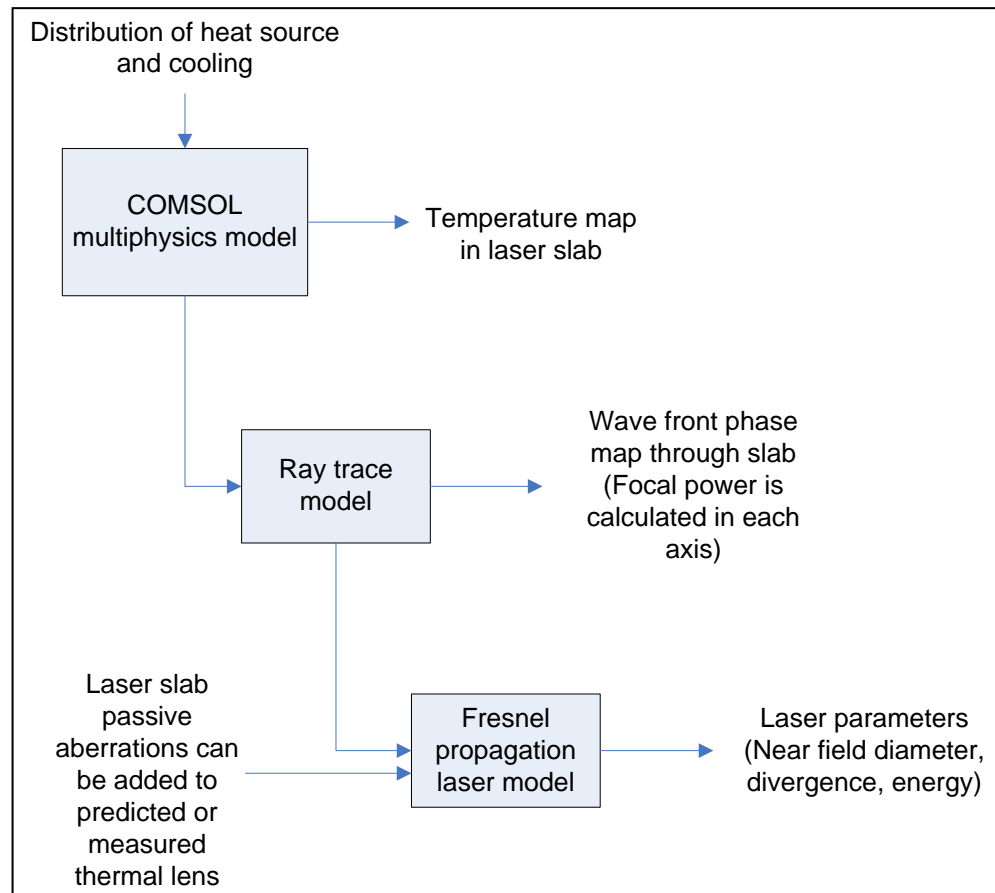 Distribution of heat source
and cooling
COMSOL
multiphysics model
Temperature map
in laser slab
Ray trace
model
Wave front phase
map through slab
(Focal power is
calculated in each
axis)
Laser slab
passive
aberrations can
be added to
predicted or
measured
thermal lens
Fresnel
propagation
laser model
Laser parameters
(Near field diameter,
divergence, energy)